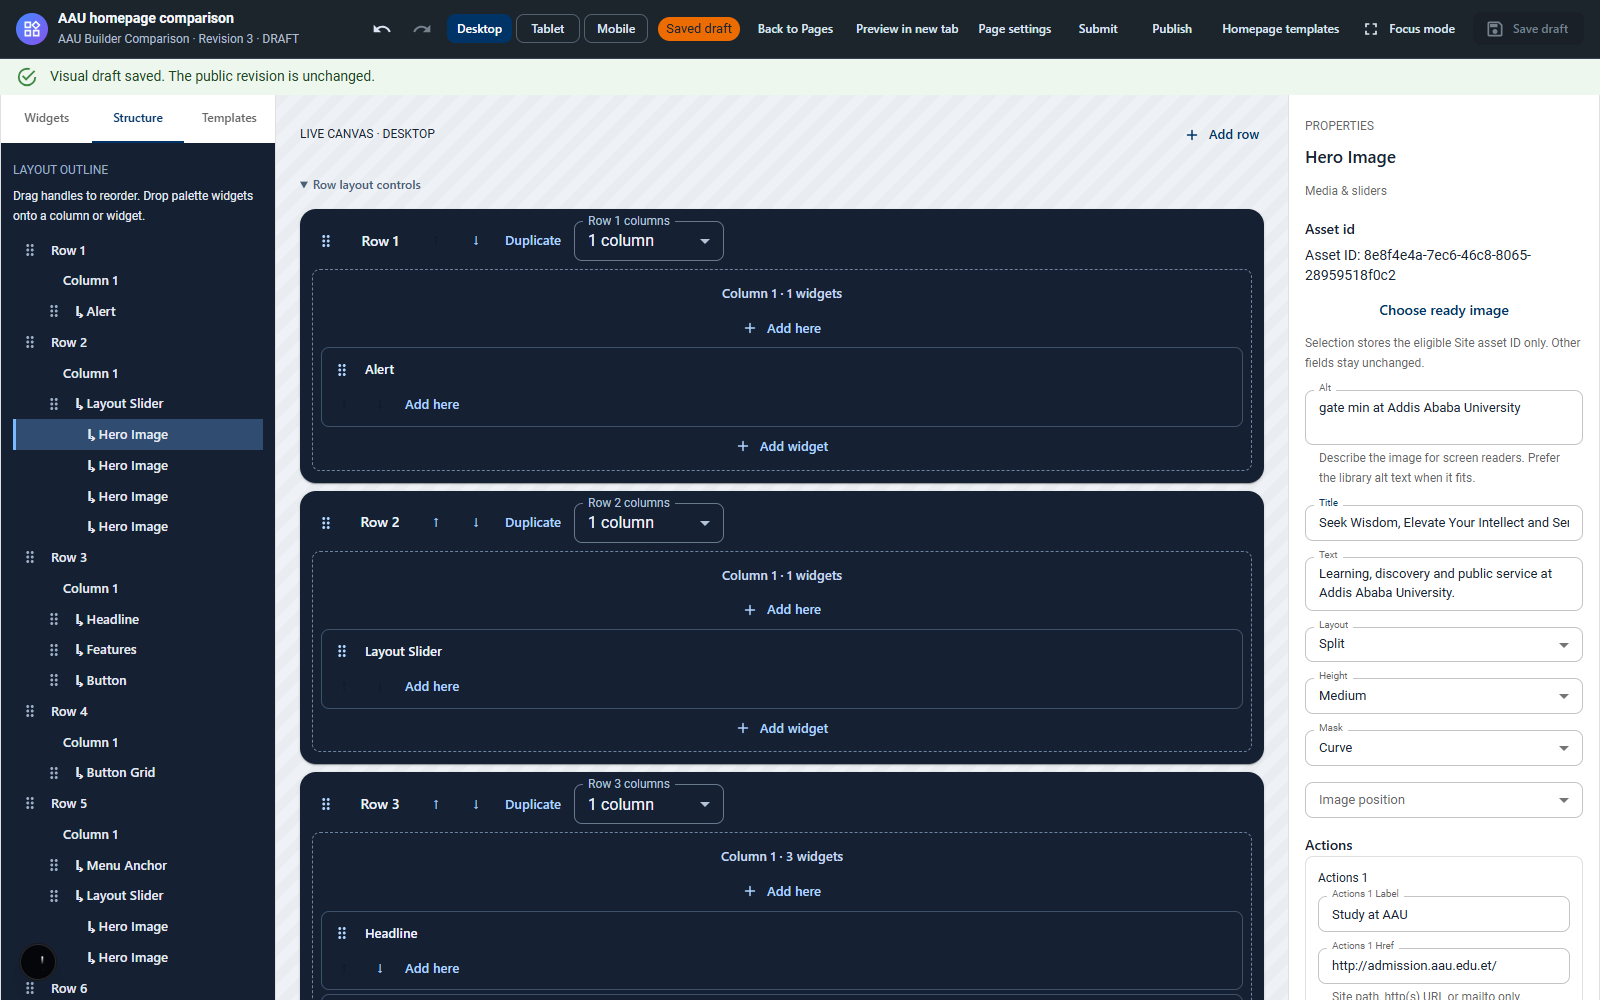 AAU homepage comparison
AAU Builder Comparison · Revision 3 · DRAFT
Desktop
Tablet
Mobile
Saved draft
Back to Pages
Preview in new tab
Page settings
Submit
Publish
Homepage templates
Focus mode
Save draft
Visual draft saved. The public revision is unchanged.
Widgets
Structure
Templates
LAYOUT OUTLINE
Drag handles to reorder. Drop palette widgets
onto a column or widget.
Row 1
Column 1
↳ Alert
Row 2
Column 1
↳ Layout Slider
↳ Hero Image
↳ Hero Image
↳ Hero Image
↳ Hero Image
Row 3
Column 1
↳ Headline
↳ Features
↳ Button
Row 4
Column 1
↳ Button Grid
Row 5
Column 1
↳ Menu Anchor
↳ Layout Slider
↳ Hero Image
↳ Hero Image
Row 6
LIVE CANVAS · DESKTOP
+ Add row
▼ Row layout controls
Row 1
↓
Duplicate
Row 1 columns
1 column
Column 1 · 1 widgets
+ Add here
Alert
Add here
+ Add widget
Row 2
↑
↓
Duplicate
Row 2 columns
1 column
Column 1 · 1 widgets
+ Add here
Layout Slider
Add here
+ Add widget
Row 3
↑
↓
Duplicate
Row 3 columns
1 column
Column 1 · 3 widgets
+ Add here
Headline
↓
Add here
PROPERTIES
Hero Image
Media & sliders
Asset id
Asset ID: 8e8f4e4a-7ec6-46c8-8065-
28959518f0c2
Choose ready image
Selection stores the eligible Site asset ID only. Other
fields stay unchanged.
Alt
gate min at Addis Ababa University
Describe the image for screen readers. Prefer
the library alt text when it fits.
Title
Seek Wisdom, Elevate Your Intellect and Ser
Text
Learning, discovery and public service at
Addis Ababa University.
Layout
Split
Height
Medium
Mask
Curve
Image position
Actions
Actions 1
Actions 1 Label
Study at AAU
Actions 1 Href
http://admission.aau.edu.et/
Site path, http(s) URL or mailto only